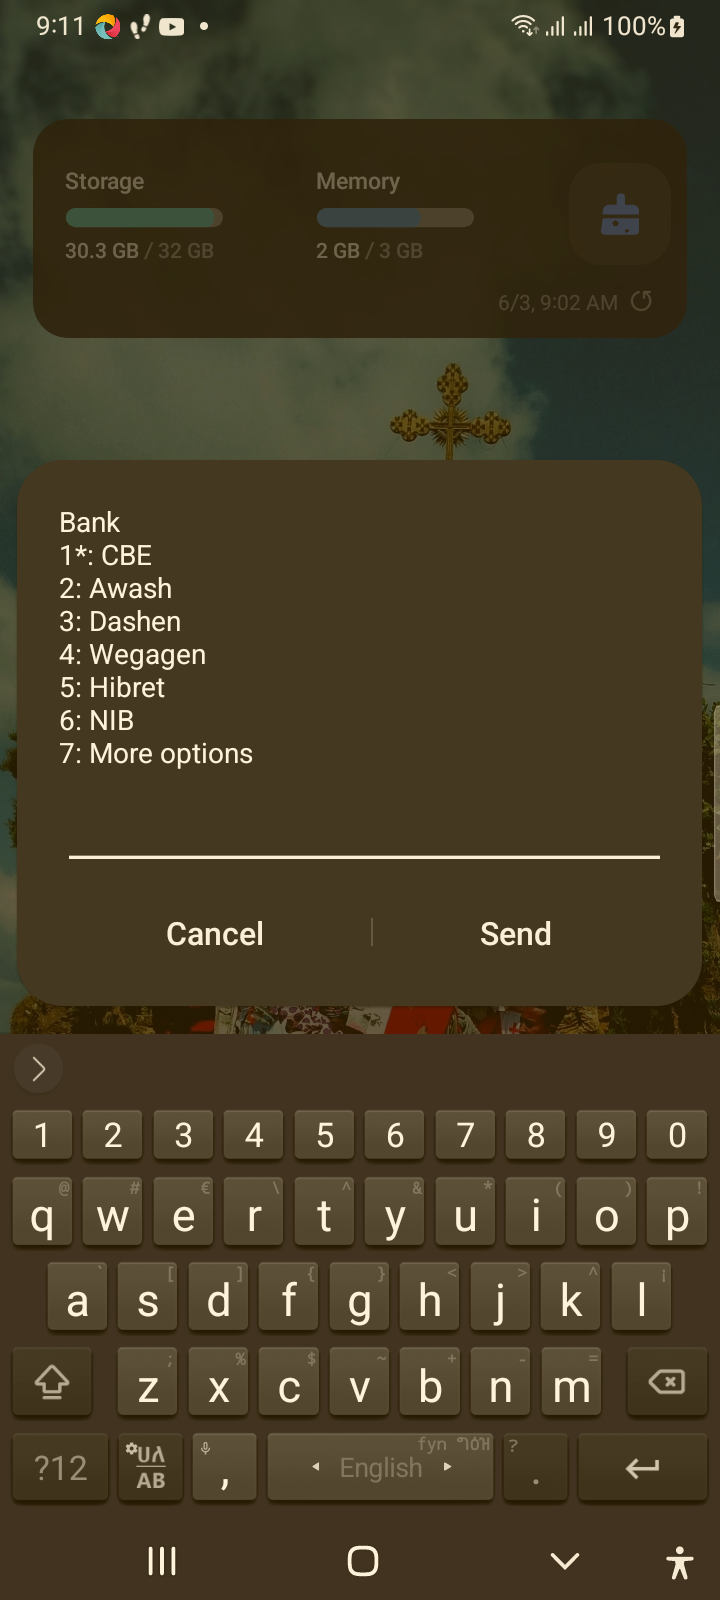 9:11 100%
Storage Memory
30.3 GB / 32 GB 2 GB / 3 GB
6/3, 9:02 AM
Bank
1*: CBE
2: Awash
3: Dashen
4: Wegagen
5: Hibret
6: NIB
7: More options
Cancel Send
1 2 3 4 5 6 7 8 9 0
@ # € \ ^ & * ( ) !
q w e r t y u i o p
` [ ] { } < > ^ ¡
a s d f g h j k l
; % $ ~ + - =
z x c v b n m
fyn ?
?12 AB , English .